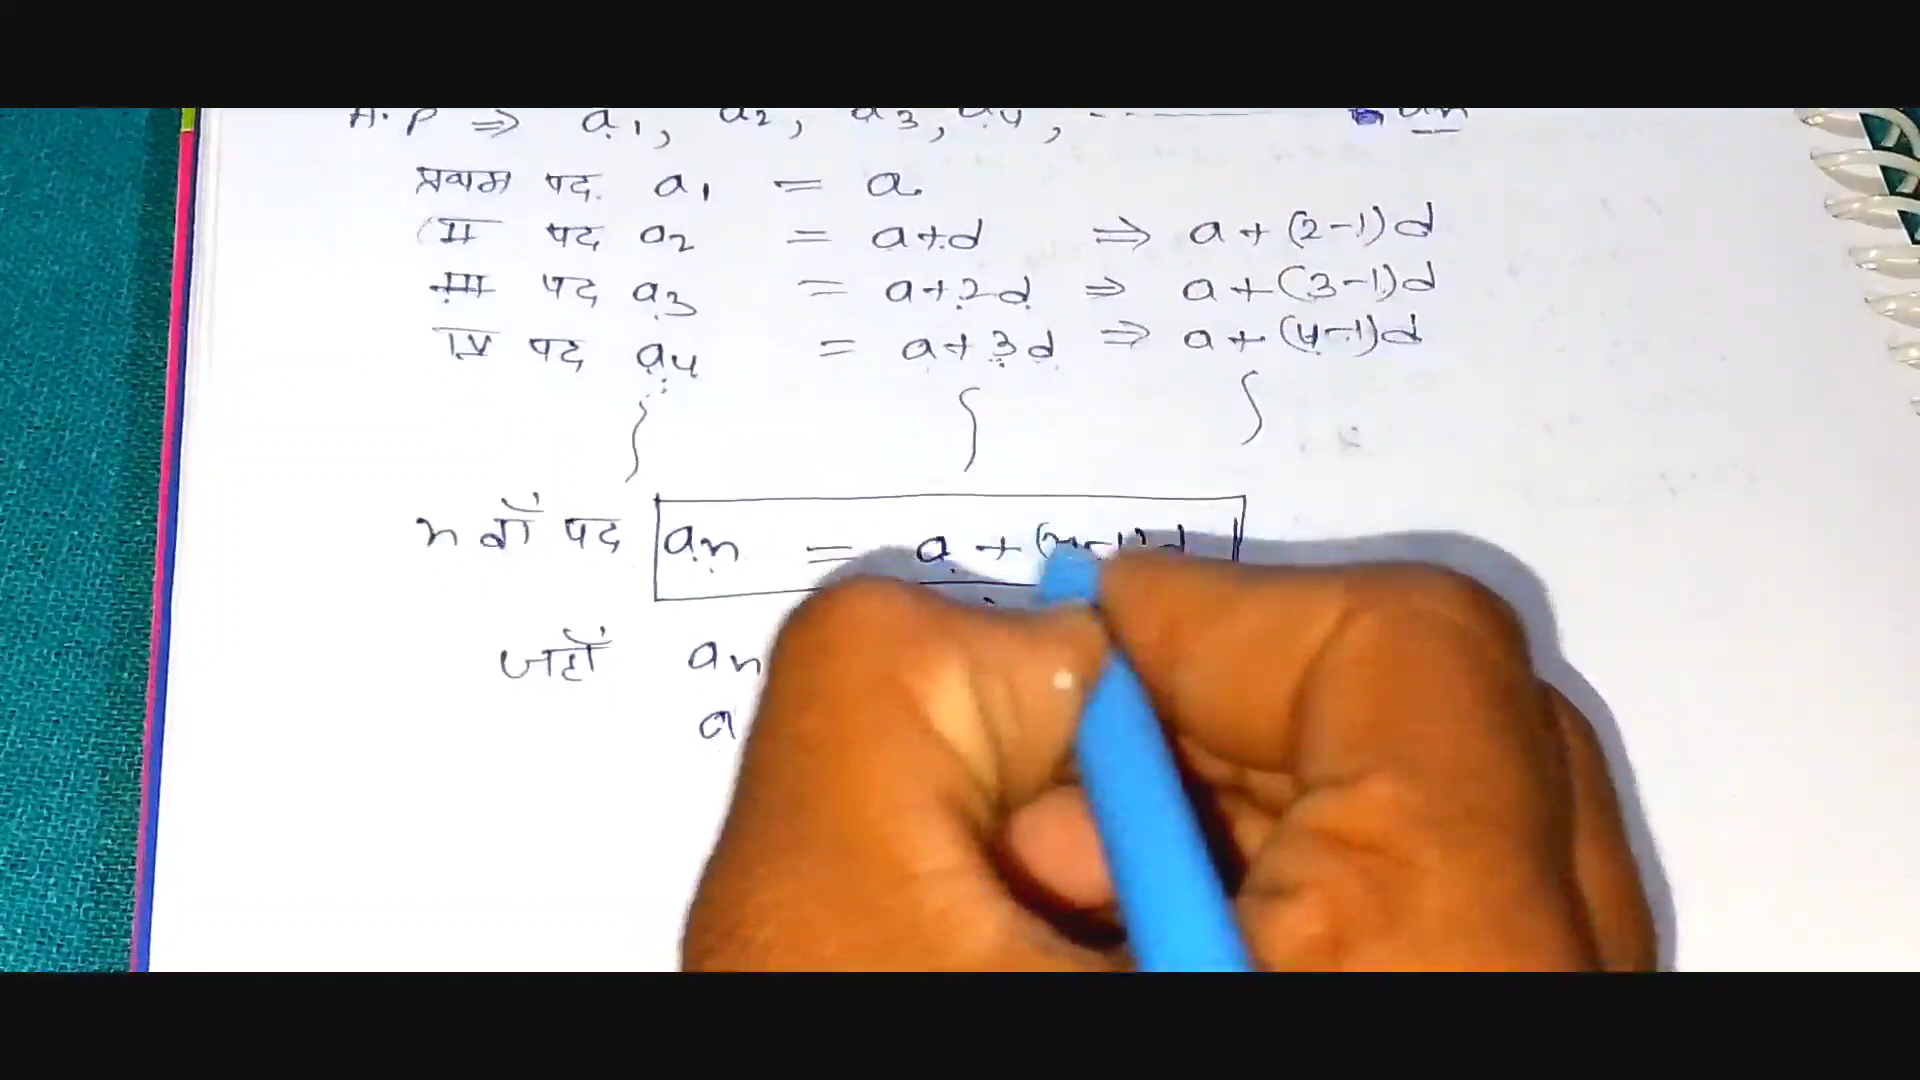 A.P ⇒ a1, a2, a3, a4, ------ an
प्रथम पद a1 = a
II पद a2 = a+d ⇒ a+(2-1)d
III पद a3 = a+2d ⇒ a+(3-1)d
IV पद a4 = a+3d ⇒ a+(4-1)d
n वाँ पद an = a+(n-1)d
जहाँ an
a